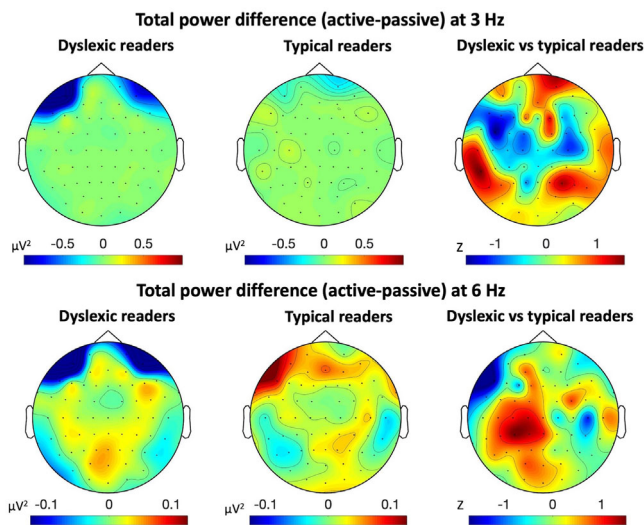 Total power difference (active-passive) at 3 Hz
Dyslexic readers Typical readers Dyslexic vs typical readers
µV² -0.5 0 0.5 µV² -0.5 0 0.5 Z -1 0 1
Total power difference (active-passive) at 6 Hz
Dyslexic readers Typical readers Dyslexic vs typical readers
µV² -0.1 0 0.1 µV² -0.1 0 0.1 Z -1 0 1